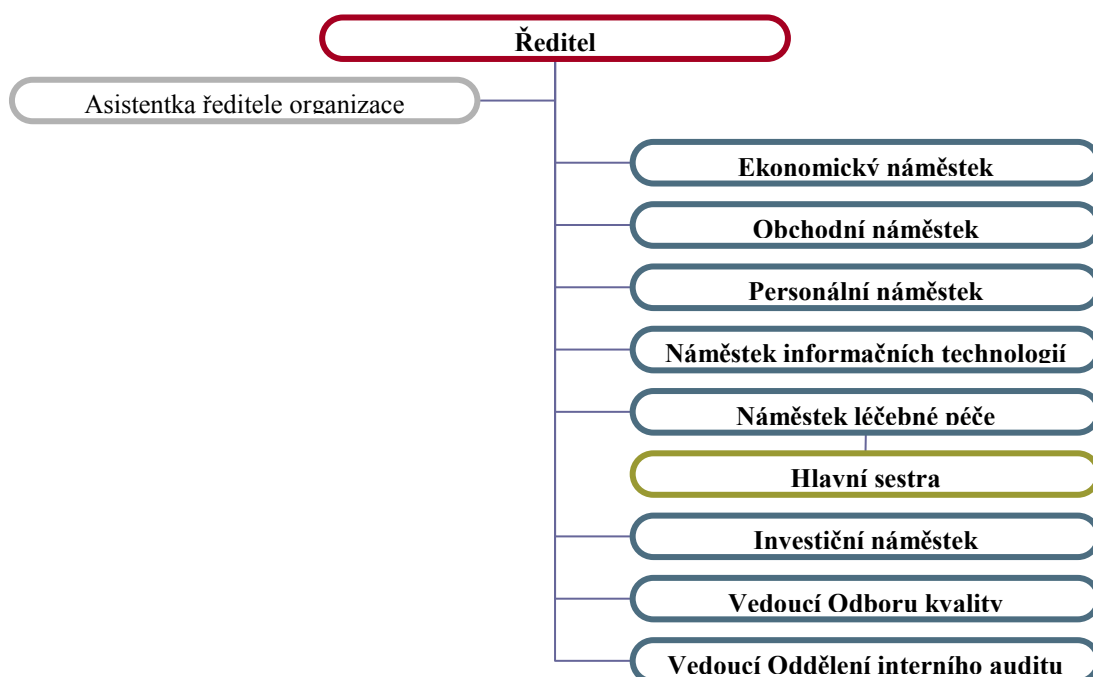 Ředitel
Asistentka ředitele organizace
Ekonomický náměstek
Obchodní náměstek
Personální náměstek
Náměstek informačních technologií
Náměstek léčebné péče
Hlavní sestra
Investiční náměstek
Vedoucí Odboru kvality
Vedoucí Oddělení interního auditu